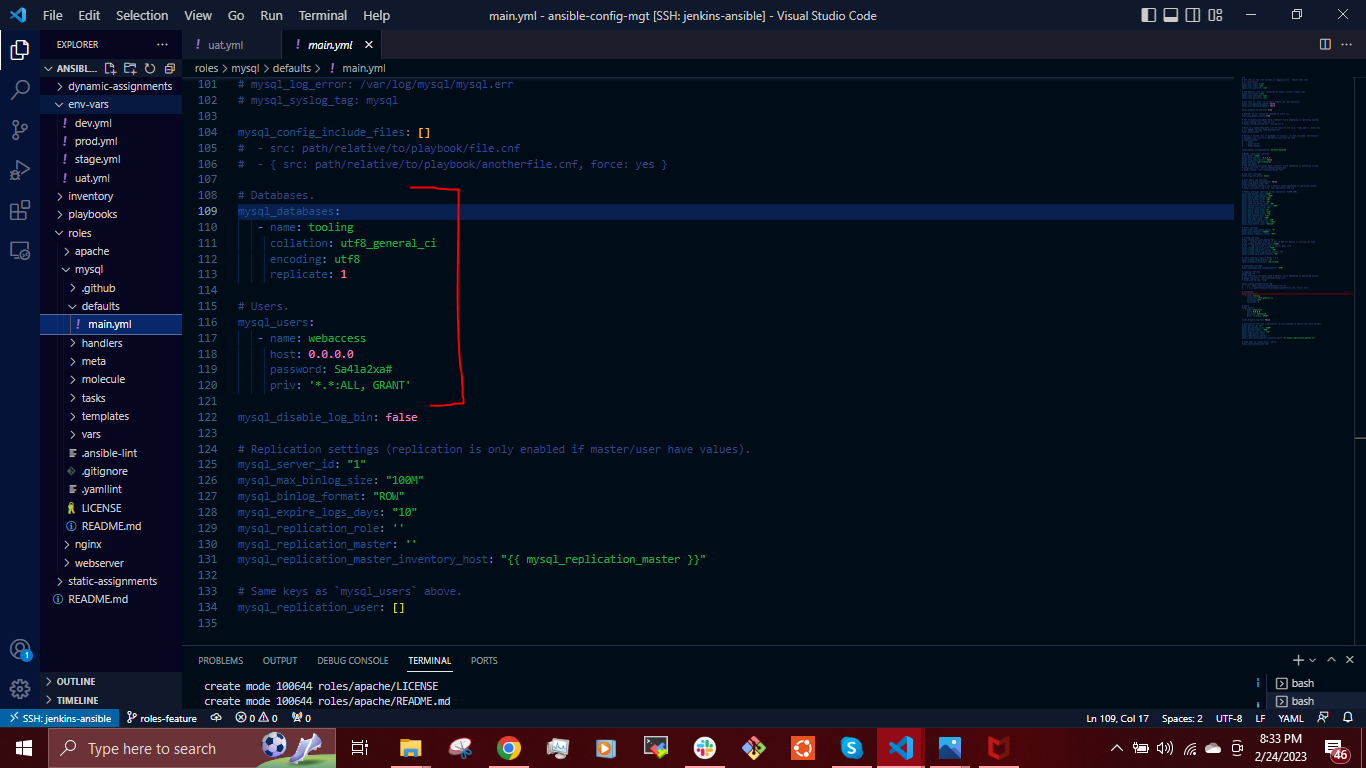 File Edit Selection View Go Run Terminal Help
main.yml - ansible-config-mgt [SSH: jenkins-ansible] - Visual Studio Code
EXPLORER
ANSIBL...
dynamic-assignments
env-vars
! dev.yml
! prod.yml
! stage.yml
! uat.yml
inventory
playbooks
roles
apache
mysql
.github
defaults
! main.yml
handlers
meta
molecule
tasks
templates
vars
.ansible-lint
.gitignore
.yamllint
LICENSE
README.md
nginx
webserver
static-assignments
README.md
OUTLINE
TIMELINE
! uat.yml
! main.yml
roles > mysql > defaults > ! main.yml
101 # mysql_log_error: /var/log/mysql/mysql.err
102 # mysql_syslog_tag: mysql
103
104 mysql_config_include_files: []
105 #  - src: path/relative/to/playbook/file.cnf
106 #  - { src: path/relative/to/playbook/anotherfile.cnf, force: yes }
107
108 # Databases.
109 mysql_databases:
110   - name: tooling
111     collation: utf8_general_ci
112     encoding: utf8
113     replicate: 1
114
115 # Users.
116 mysql_users:
117   - name: webaccess
118     host: 0.0.0.0
119     password: Sa4la2xa#
120     priv: '*.*:ALL, GRANT'
121
122 mysql_disable_log_bin: false
123
124 # Replication settings (replication is only enabled if master/user have values).
125 mysql_server_id: "1"
126 mysql_max_binlog_size: "100M"
127 mysql_binlog_format: "ROW"
128 mysql_expire_logs_days: "10"
129 mysql_replication_role: ''
130 mysql_replication_master: ''
131 mysql_replication_master_inventory_host: "{{ mysql_replication_master }}"
132
133 # Same keys as `mysql_users` above.
134 mysql_replication_user: []
135
PROBLEMS OUTPUT DEBUG CONSOLE TERMINAL PORTS
create mode 100644 roles/apache/LICENSE
create mode 100644 roles/apache/README.md
bash
bash
1
SSH: jenkins-ansible
roles-feature
0 0
0
Ln 109, Col 17
Spaces: 2
UTF-8
LF
YAML
Type here to search
8:33 PM
2/24/2023
46